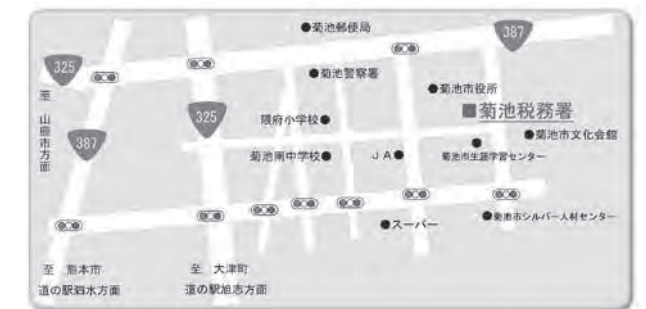 ●菊池郵便局
387
325
●菊池警察署
●菊池市役所
至 山鹿市方面
325
隈府小学校●
■菊池税務署
387
●菊池市文化会館
菊池南中学校●
JA●
菊池市生涯学習センター
●スーパー
●菊池市シルバー人材センター
至 熊本市
至 大津町
道の駅泗水方面
道の駅旭志方面